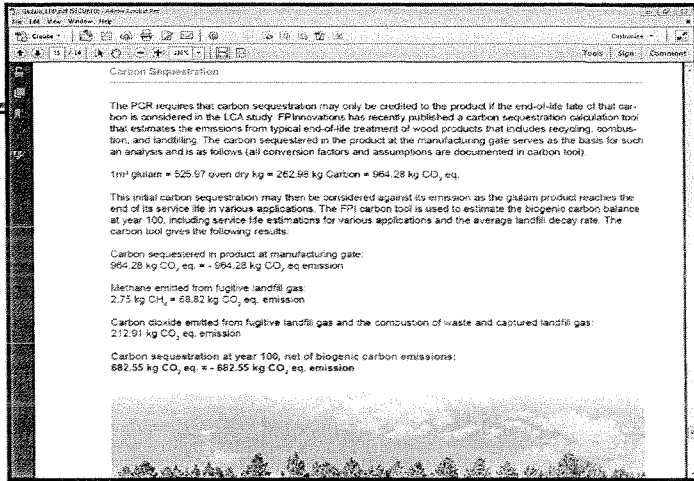 Glulam_EPD.pdf (SECURED) - Adobe Acrobat Pro
File Edit View Window Help
Create Customize
13 / 14 Tools Sign Comment
Carbon Sequestration
The PCR requires that carbon sequestration may only be credited to the product if the end-of-life fate of that car-
bon is considered in the LCA study. FPInnovations has recently published a carbon sequestration calculation tool
that estimates the emissions from typical end-of-life treatment of wood products that includes recycling, combus-
tion, and landfilling. The carbon sequestered in the product at the manufacturing gate serves as the basis for such
an analysis and is as follows (all conversion factors and assumptions are documented in carbon tool).
1m³ glulam = 525.97 oven dry kg = 262.98 kg Carbon = 964.28 kg CO₂ eq.
This initial carbon sequestration may then be considered against its emission as the glulam product reaches the
end of its service life in various applications. The FPI carbon tool is used to estimate the biogenic carbon balance
at year 100, including service life estimations for various applications and the average landfill decay rate. The
carbon tool gives the following results:
Carbon sequestered in product at manufacturing gate:
964.28 kg CO₂ eq. = - 964.28 kg CO₂ eq emission
Methane emitted from fugitive landfill gas:
2.75 kg CH₄ = 68.82 kg CO₂ eq. emission
Carbon dioxide emitted from fugitive landfill gas and the combustion of waste and captured landfill gas:
212.91 kg CO₂ eq. emission
Carbon sequestration at year 100, net of biogenic carbon emissions:
682.55 kg CO₂ eq. = - 682.55 kg CO₂ eq. emission